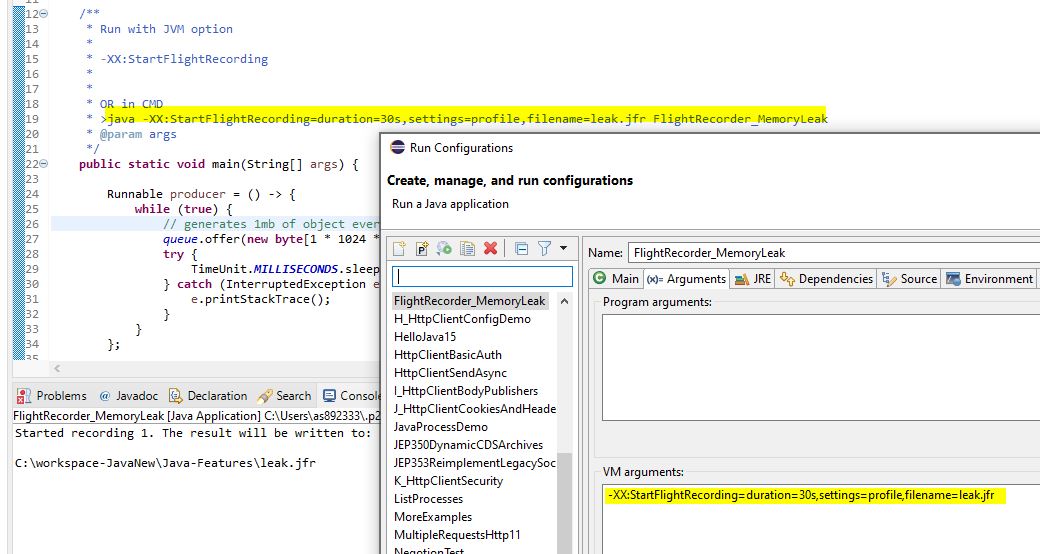 11
12 /**
13 * Run with JVM option
14 *
15 * -XX:StartFlightRecording
16 *
17 *
18 * OR in CMD
19 * >java -XX:StartFlightRecording=duration=30s,settings=profile,filename=leak.jfr FlightRecorder_MemoryLeak
20 * @param args
21 */
22 public static void main(String[] args) {
23
24 Runnable producer = () -> {
25 while (true) {
26 // generates 1mb of object ever
27 queue.offer(new byte[1 * 1024 *
28 try {
29 TimeUnit.MILLISECONDS.sleep
30 } catch (InterruptedException e
31 e.printStackTrace();
32 }
33 }
34 };
35
Problems @ Javadoc Declaration Search Console
FlightRecorder_MemoryLeak [Java Application] C:\Users\as892333\.p2
Started recording 1. The result will be written to:
C:\workspace-JavaNew\Java-Features\leak.jfr
Run Configurations
Create, manage, and run configurations
Run a Java application
FlightRecorder_MemoryLeak
H_HttpClientConfigDemo
HelloJava15
HttpClientBasicAuth
HttpClientSendAsync
I_HttpClientBodyPublishers
J_HttpClientCookiesAndHeade
JavaProcessDemo
JEP350DynamicCDSArchives
JEP353ReimplementLegacySoc
K_HttpClientSecurity
ListProcesses
MoreExamples
MultipleRequestsHttp11
NegotionTest
Name: FlightRecorder_MemoryLeak
Main (x)= Arguments JRE Dependencies Source Environment
Program arguments:
VM arguments:
-XX:StartFlightRecording=duration=30s,settings=profile,filename=leak.jfr